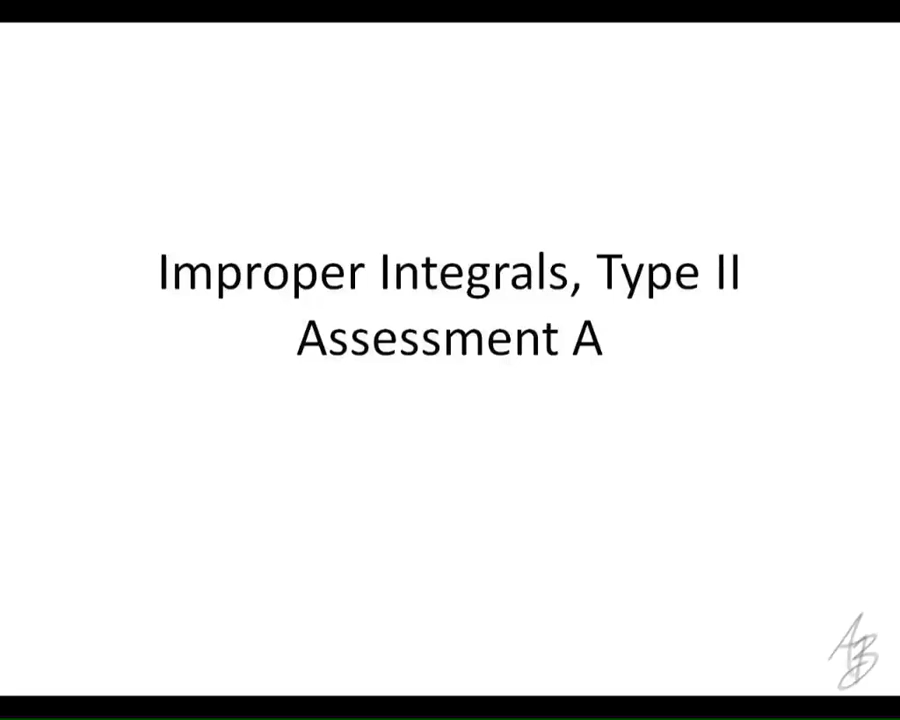 Improper Integrals, Type II
Assessment A